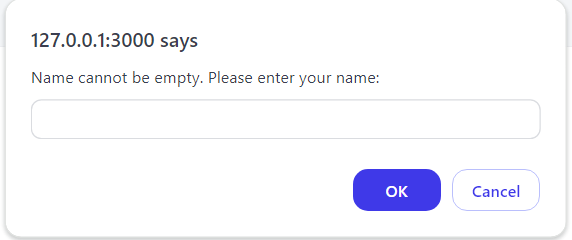 127.0.0.1:3000 says
Name cannot be empty. Please enter your name:
OK
Cancel